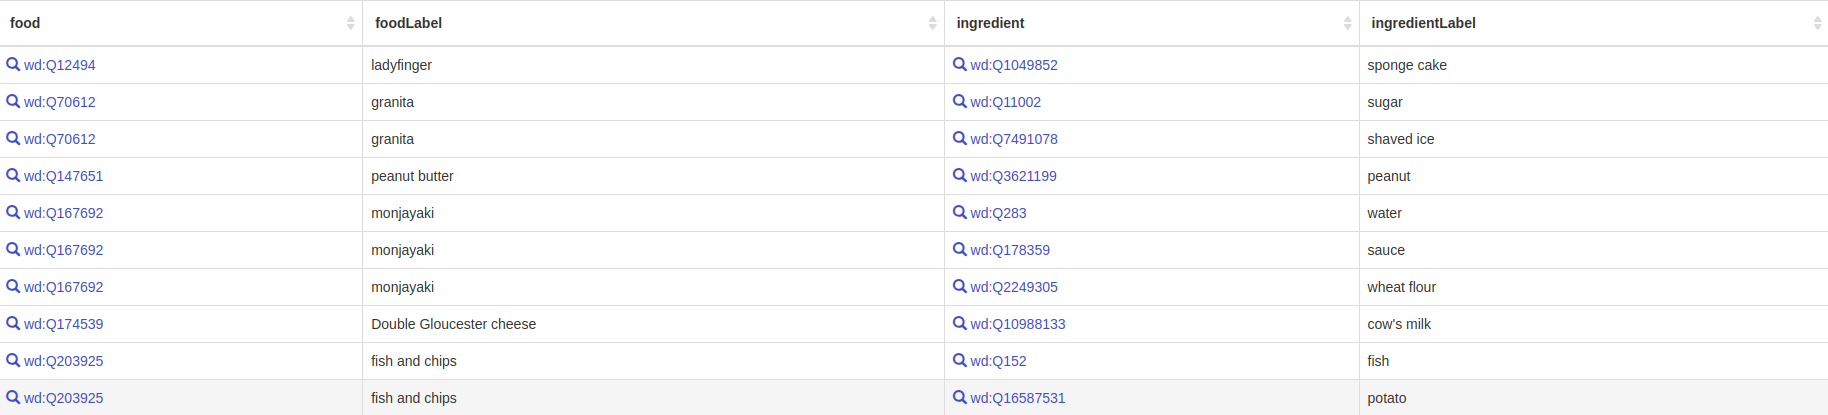 food foodLabel ingredient ingredientLabel
wd:Q12494 ladyfinger wd:Q1049852 sponge cake
wd:Q70612 granita wd:Q11002 sugar
wd:Q70612 granita wd:Q7491078 shaved ice
wd:Q147651 peanut butter wd:Q3621199 peanut
wd:Q167692 monjayaki wd:Q283 water
wd:Q167692 monjayaki wd:Q178359 sauce
wd:Q167692 monjayaki wd:Q2249305 wheat flour
wd:Q174539 Double Gloucester cheese wd:Q10988133 cow's milk
wd:Q203925 fish and chips wd:Q152 fish
wd:Q203925 fish and chips wd:Q16587531 potato